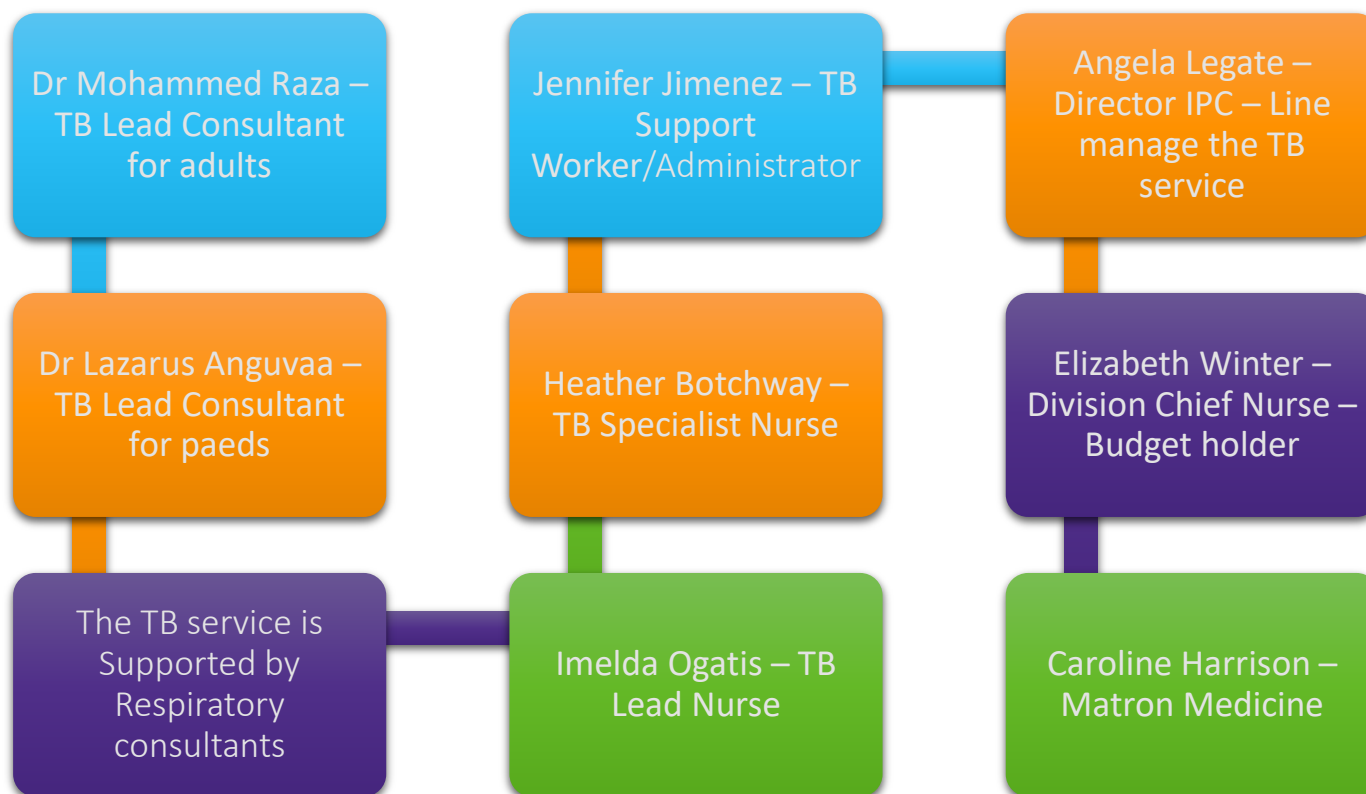 Dr Mohammed Raza –
TB Lead Consultant
for adults
Dr Lazarus Anguvaa –
TB Lead Consultant
for paeds
The TB service is
Supported by
Respiratory
consultants
Imelda Ogatis – TB
Lead Nurse
Heather Botchway –
TB Specialist Nurse
Jennifer Jimenez – TB
Support
Worker/Administrator
Angela Legate –
Director IPC – Line
manage the TB
service
Elizabeth Winter –
Division Chief Nurse –
Budget holder
Caroline Harrison –
Matron Medicine